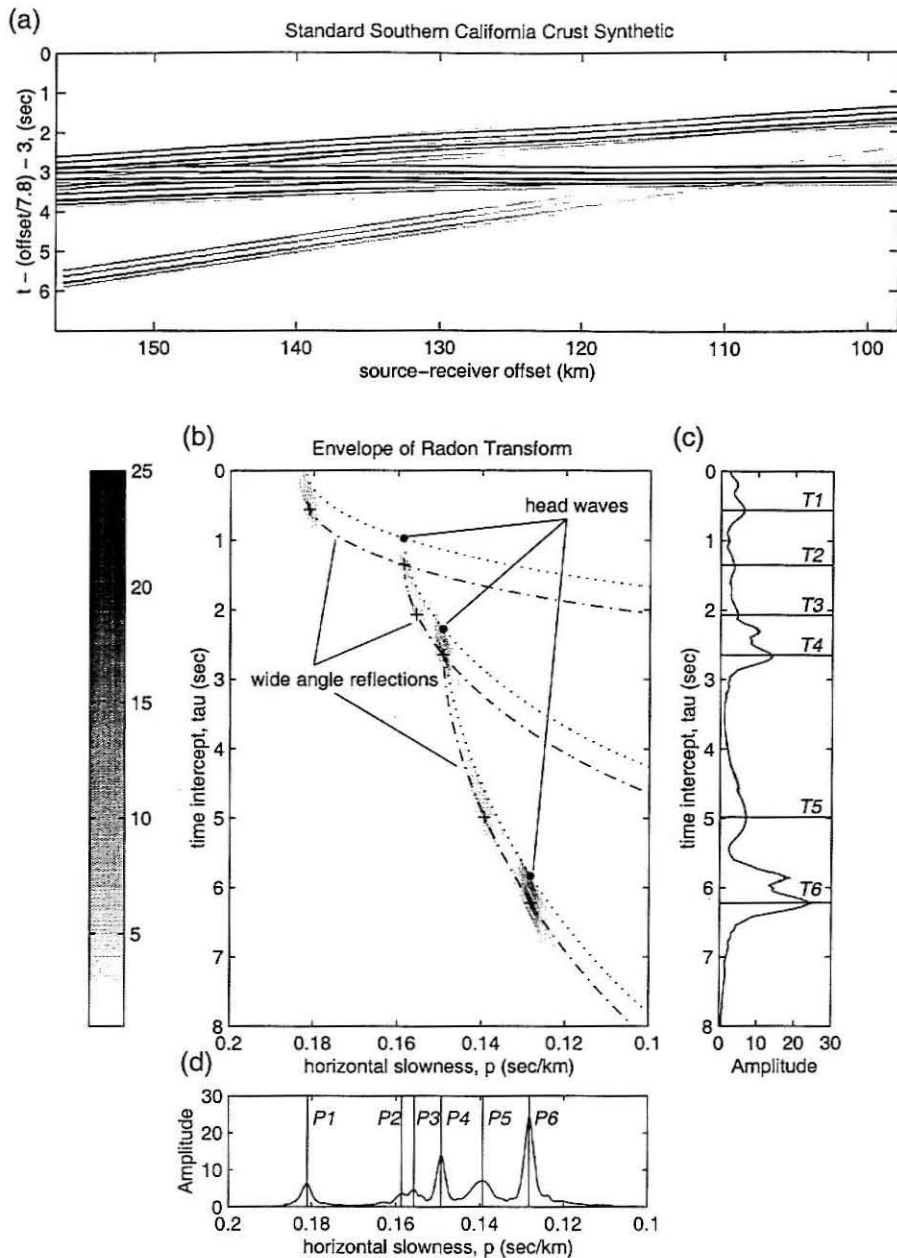 (a)
Standard Southern California Crust Synthetic
0
1
2
3
4
5
6
t − (offset/7.8) − 3, (sec)
150 140 130 120 110 100
source−receiver offset (km)
(b)
Envelope of Radon Transform
25
20
15
10
5
0
1
2
3
4
5
6
7
8
time intercept, tau (sec)
head waves
wide angle reflections
0.2 0.18 0.16 0.14 0.12 0.1
horizontal slowness, p (sec/km)
(c)
0
1
2
3
4
5
6
7
8
time intercept, tau (sec)
T1
T2
T3
T4
T5
T6
0 10 20 30
Amplitude
(d)
30
20
10
0
Amplitude
P1 P2 P3 P4 P5 P6
0.2 0.18 0.16 0.14 0.12 0.1
horizontal slowness, p (sec/km)